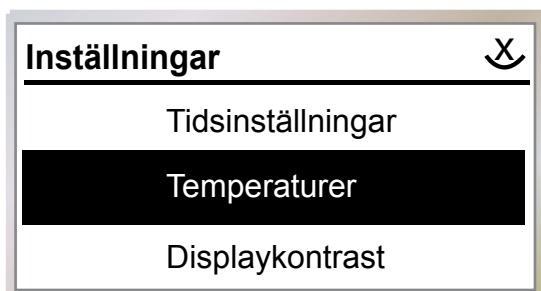 Inställningar X
Tidsinställningar
Temperaturer
Displaykontrast